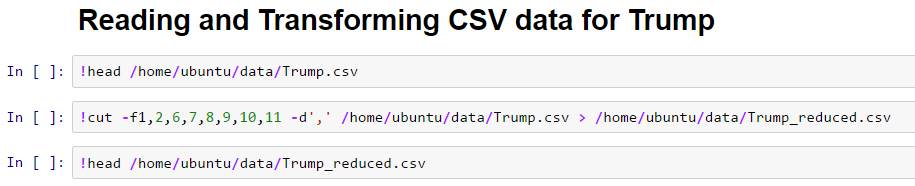 Reading and Transforming CSV data for Trump
In [ ]: !head /home/ubuntu/data/Trump.csv
In [ ]: !cut -f1,2,6,7,8,9,10,11 -d',' /home/ubuntu/data/Trump.csv > /home/ubuntu/data/Trump_reduced.csv
In [ ]: !head /home/ubuntu/data/Trump_reduced.csv